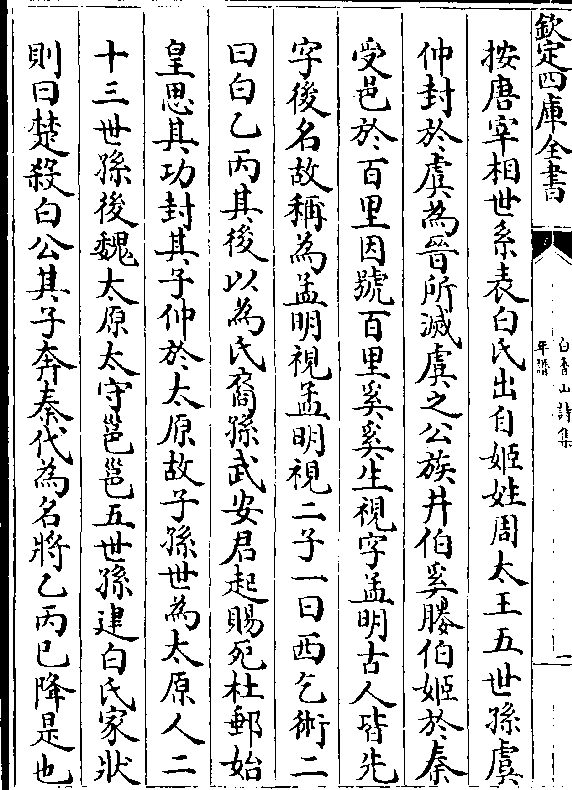 欽定四庫全書
白香山詩集
年譜
一
按唐宰相世系表白氏出自姬姓周太王五世孫虞
仲封於虞為晉所滅虞之公族井伯奚媵伯姬於秦
受邑於百里因號百里奚奚生視字孟明古人皆先
字後名故稱為孟明視孟明視二子一曰西乞術二
曰白乙丙其後以為氏裔孫武安君起賜死杜郵始
皇思其功封其子仲於太原故子孫世為太原人二
十三世孫後魏太原太守邕邕五世孫建白氏家狀
則曰楚殺白公其子奔秦代為名將乙丙已降是也